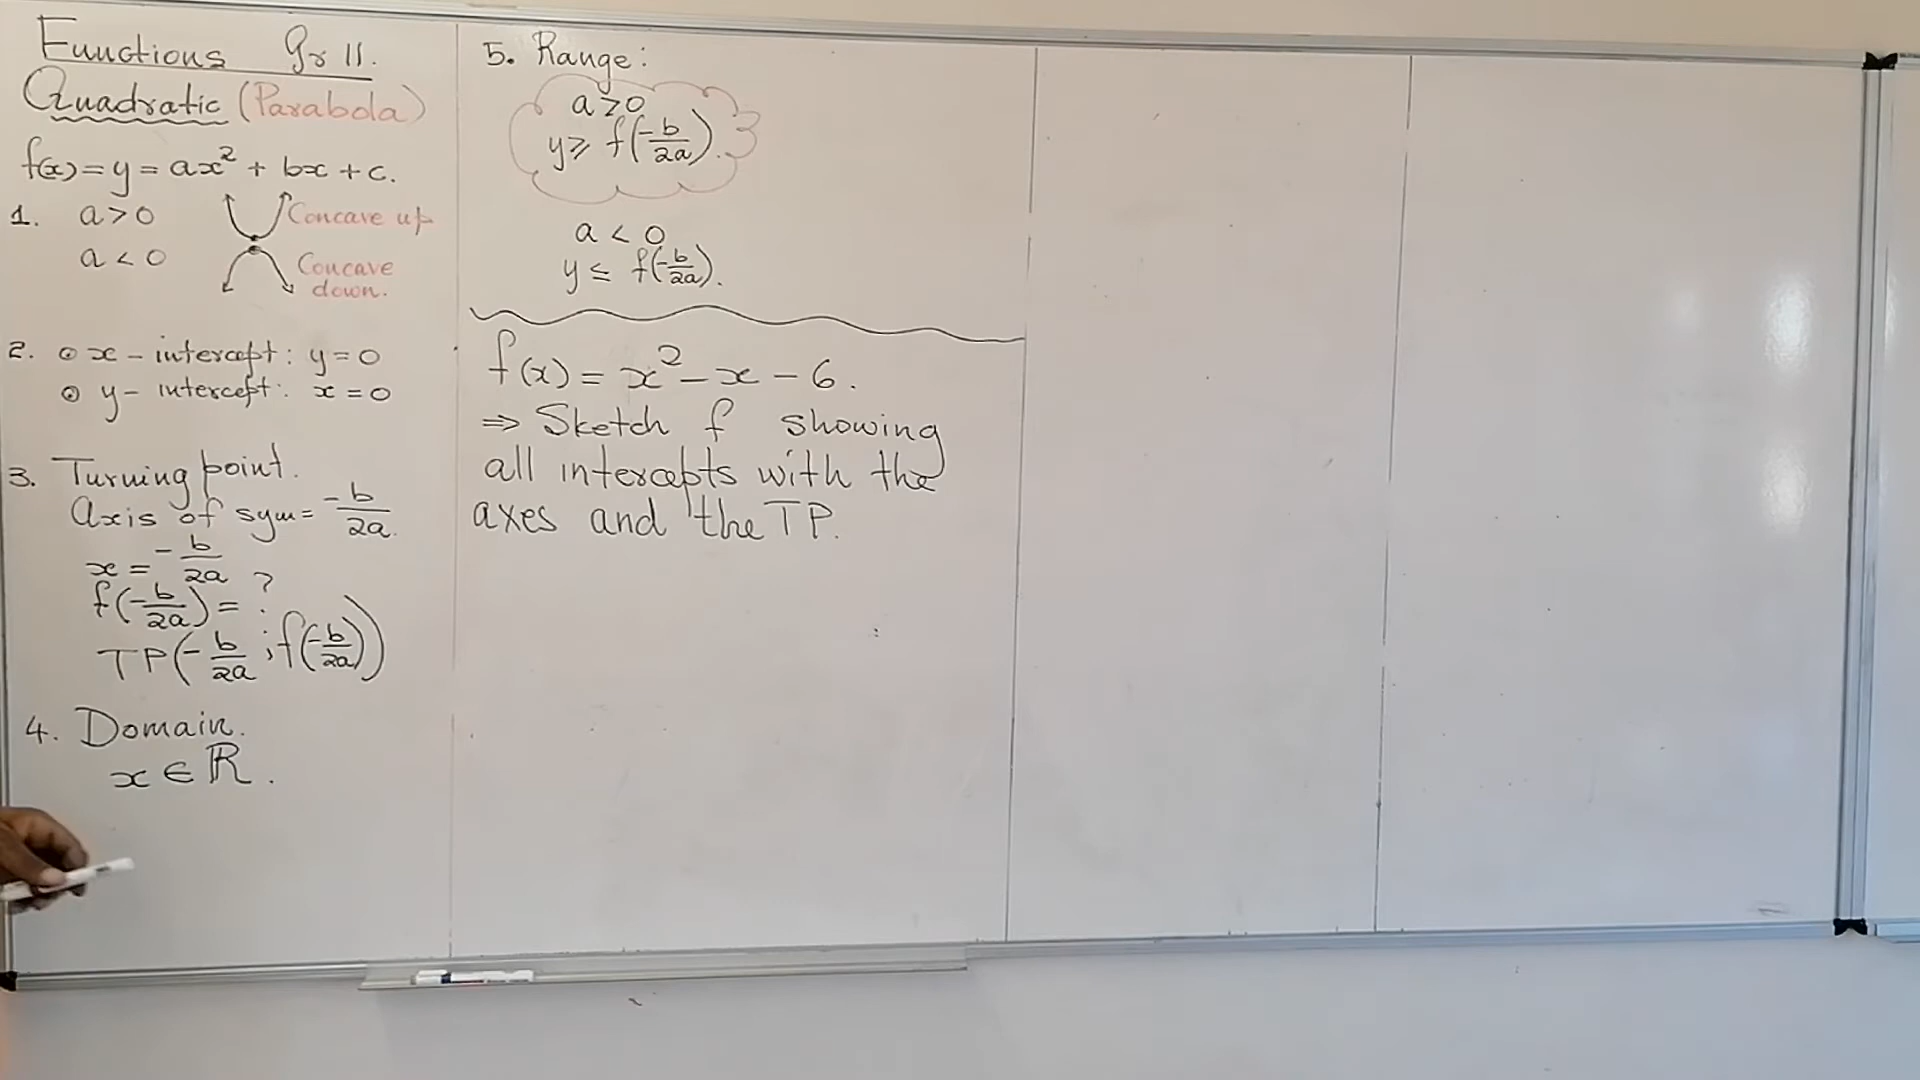 Functions Gr 11.
Quadratic (Parabola)
f(x) = y = ax² + bx + c.
1. a > 0 Concave up
a < 0 Concave
down.
2. ⊙ x - intercept: y = 0
⊙ y - intercept: x = 0
3. Turning point.
Axis of sym = -b/2a.
x = -b/2a
f(-b/2a) = ?
TP(-b/2a ; f(-b/2a))
4. Domain.
x ∈ ℝ.
5. Range:
a > 0
y ⩾ f(-b/2a).
a < 0
y ≤ f(-b/2a).
f(x) = x² - x - 6.
⇒ Sketch f showing
all intercepts with the
axes and the TP.